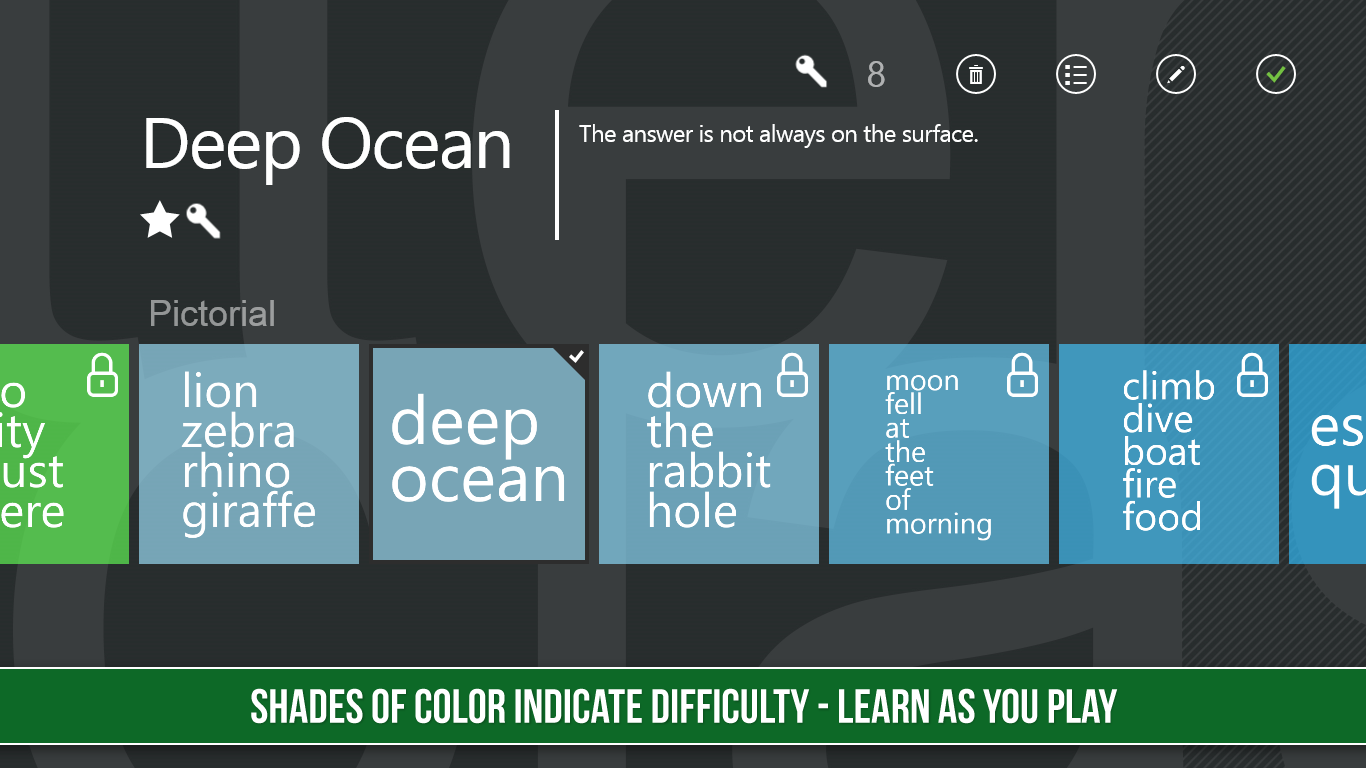 8
Deep Ocean
The answer is not always on the surface.
Pictorial
o
ity
ust
ere
lion
zebra
rhino
giraffe
deep
ocean
down
the
rabbit
hole
moon
fell
at
the
feet
of
morning
climb
dive
boat
fire
food
es
qu
SHADES OF COLOR INDICATE DIFFICULTY - LEARN AS YOU PLAY